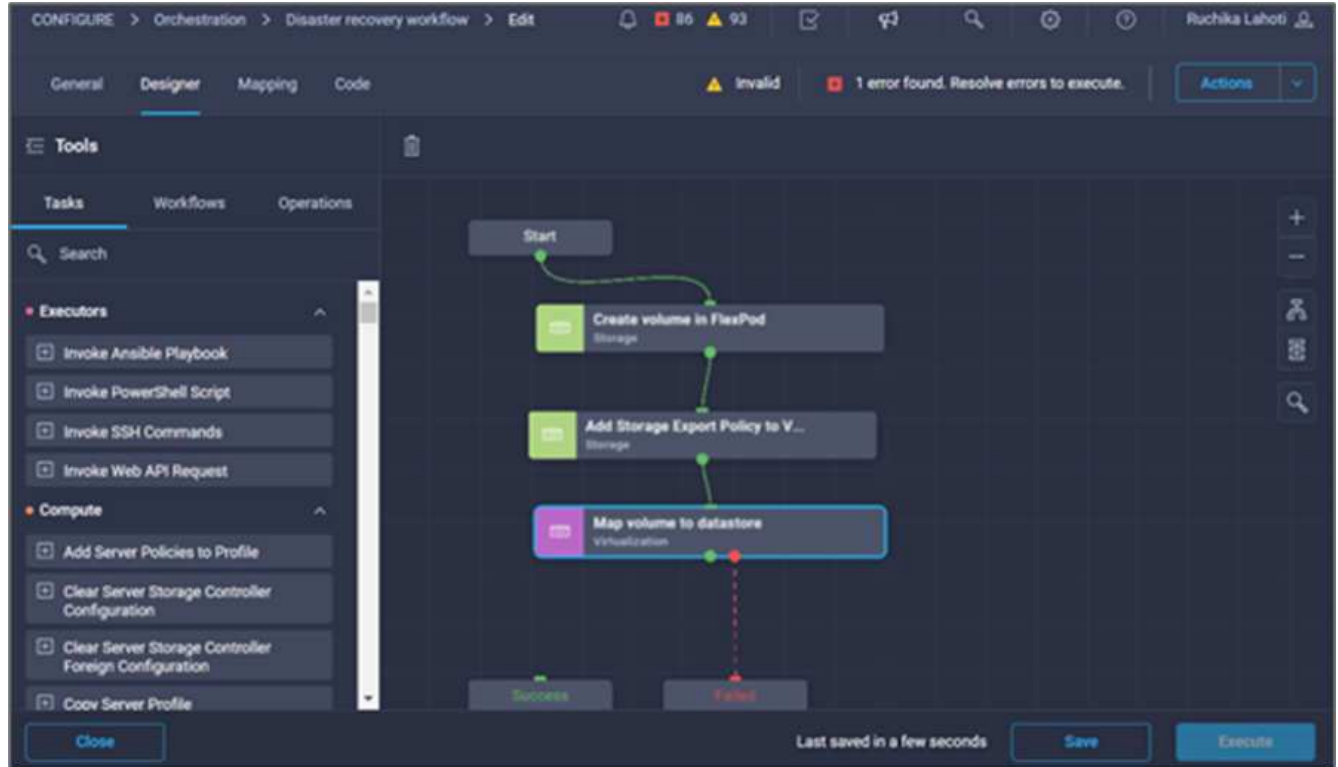 CONFIGURE > Orchestration > Disaster recovery workflow > Edit
86
93
Ruchika Lahoti
General
Designer
Mapping
Code
Invalid
1 error found. Resolve errors to execute.
Actions
Tools
Tasks
Workflows
Operations
Search
Executors
Invoke Ansible Playbook
Invoke PowerShell Script
Invoke SSH Commands
Invoke Web API Request
Compute
Add Server Policies to Profile
Clear Server Storage Controller
Configuration
Clear Server Storage Controller
Foreign Configuration
Copy Server Profile
Start
Create volume in FlexPod
Storage
Add Storage Export Policy to V...
Storage
Map volume to datastore
Virtualization
Success
Failed
Close
Last saved in a few seconds
Save
Execute